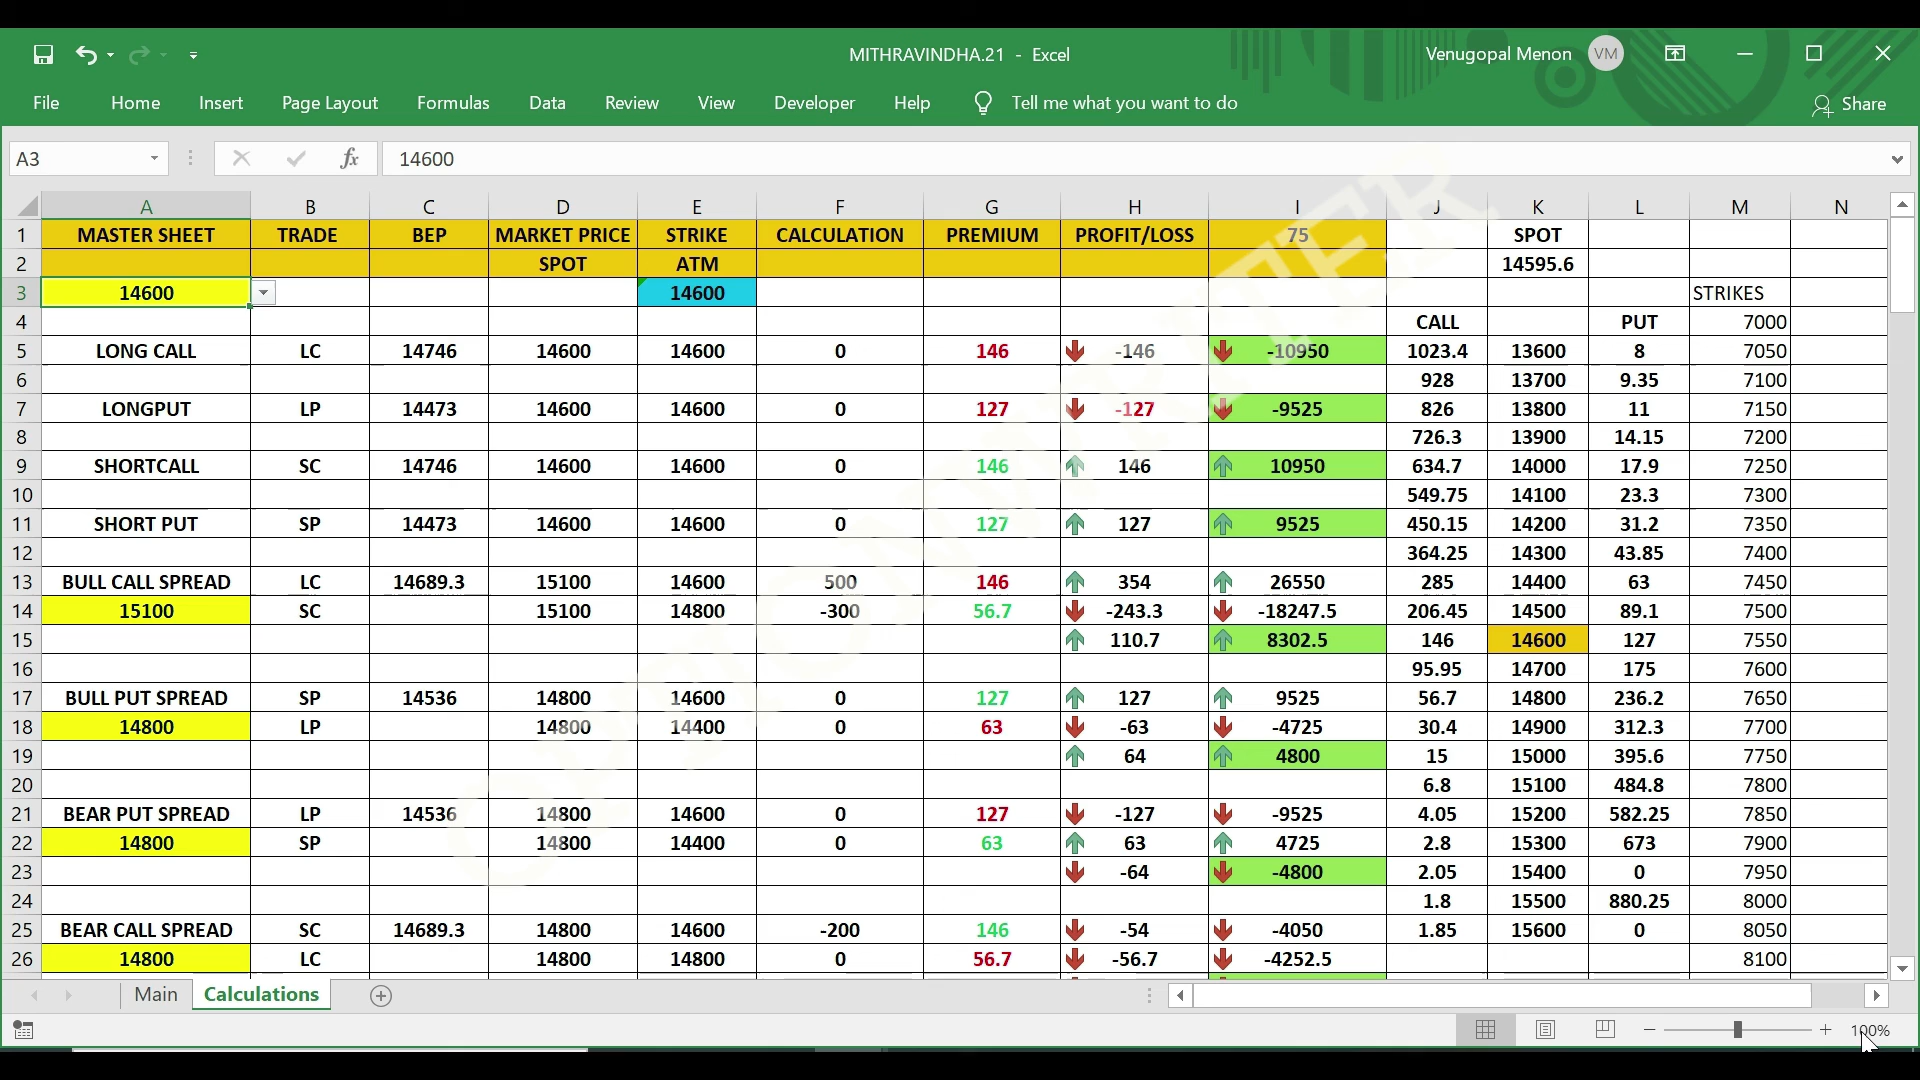 MITHRAVINDHA.21 - Excel
Venugopal Menon VM
File Home Insert Page Layout Formulas Data Review View Developer Help Tell me what you want to do Share
A3 fx 14600
A B C D E F G H I J K L M N
1 MASTER SHEET TRADE BEP MARKET PRICE STRIKE CALCULATION PREMIUM PROFIT/LOSS 75 SPOT
2 SPOT ATM 14595.6
3 14600 14600 STRIKES
4 CALL PUT 7000
5 LONG CALL LC 14746 14600 14600 0 146 -146 -10950 1023.4 13600 8 7050
6 928 13700 9.35 7100
7 LONGPUT LP 14473 14600 14600 0 127 -127 -9525 826 13800 11 7150
8 726.3 13900 14.15 7200
9 SHORTCALL SC 14746 14600 14600 0 146 146 10950 634.7 14000 17.9 7250
10 549.75 14100 23.3 7300
11 SHORT PUT SP 14473 14600 14600 0 127 127 9525 450.15 14200 31.2 7350
12 364.25 14300 43.85 7400
13 BULL CALL SPREAD LC 14689.3 15100 14600 500 146 354 26550 285 14400 63 7450
14 15100 SC 15100 14800 -300 56.7 -243.3 -18247.5 206.45 14500 89.1 7500
15 110.7 8302.5 146 14600 127 7550
16 95.95 14700 175 7600
17 BULL PUT SPREAD SP 14536 14800 14600 0 127 127 9525 56.7 14800 236.2 7650
18 14800 LP 14800 14400 0 63 -63 -4725 30.4 14900 312.3 7700
19 64 4800 15 15000 395.6 7750
20 6.8 15100 484.8 7800
21 BEAR PUT SPREAD LP 14536 14800 14600 0 127 -127 -9525 4.05 15200 582.25 7850
22 14800 SP 14800 14400 0 63 63 4725 2.8 15300 673 7900
23 -64 -4800 2.05 15400 0 7950
24 1.8 15500 880.25 8000
25 BEAR CALL SPREAD SC 14689.3 14800 14600 -200 146 -54 -4050 1.85 15600 0 8050
26 14800 LC 14800 14800 0 56.7 -56.7 -4252.5 8100
OPTIONWRITER
Main Calculations
100%